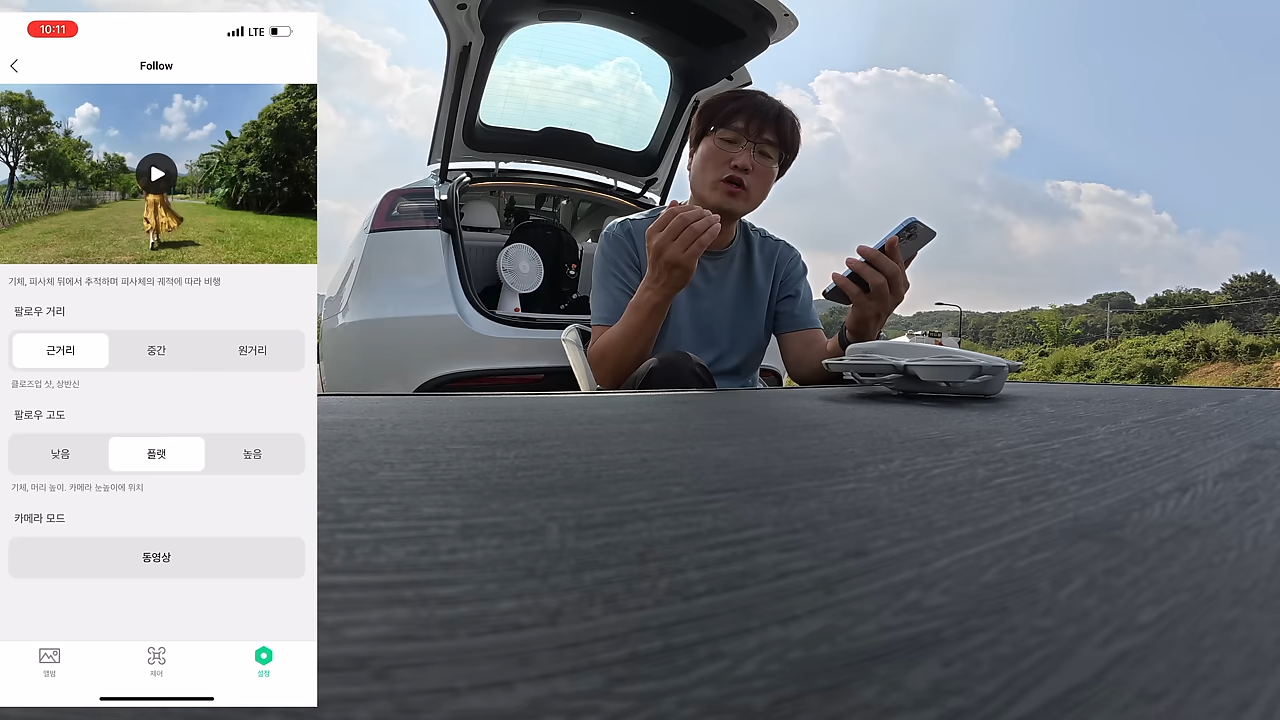 10:11
LTE
Follow
기체, 피사체 뒤에서 추적하며 피사체의 궤적에 따라 비행
팔로우 거리
근거리 중간 원거리
클로즈업 샷, 상반신
팔로우 고도
낮음 플랫 높음
기체, 머리 높이. 카메라 눈높이에 위치
카메라 모드
동영상
앨범 제어 설정